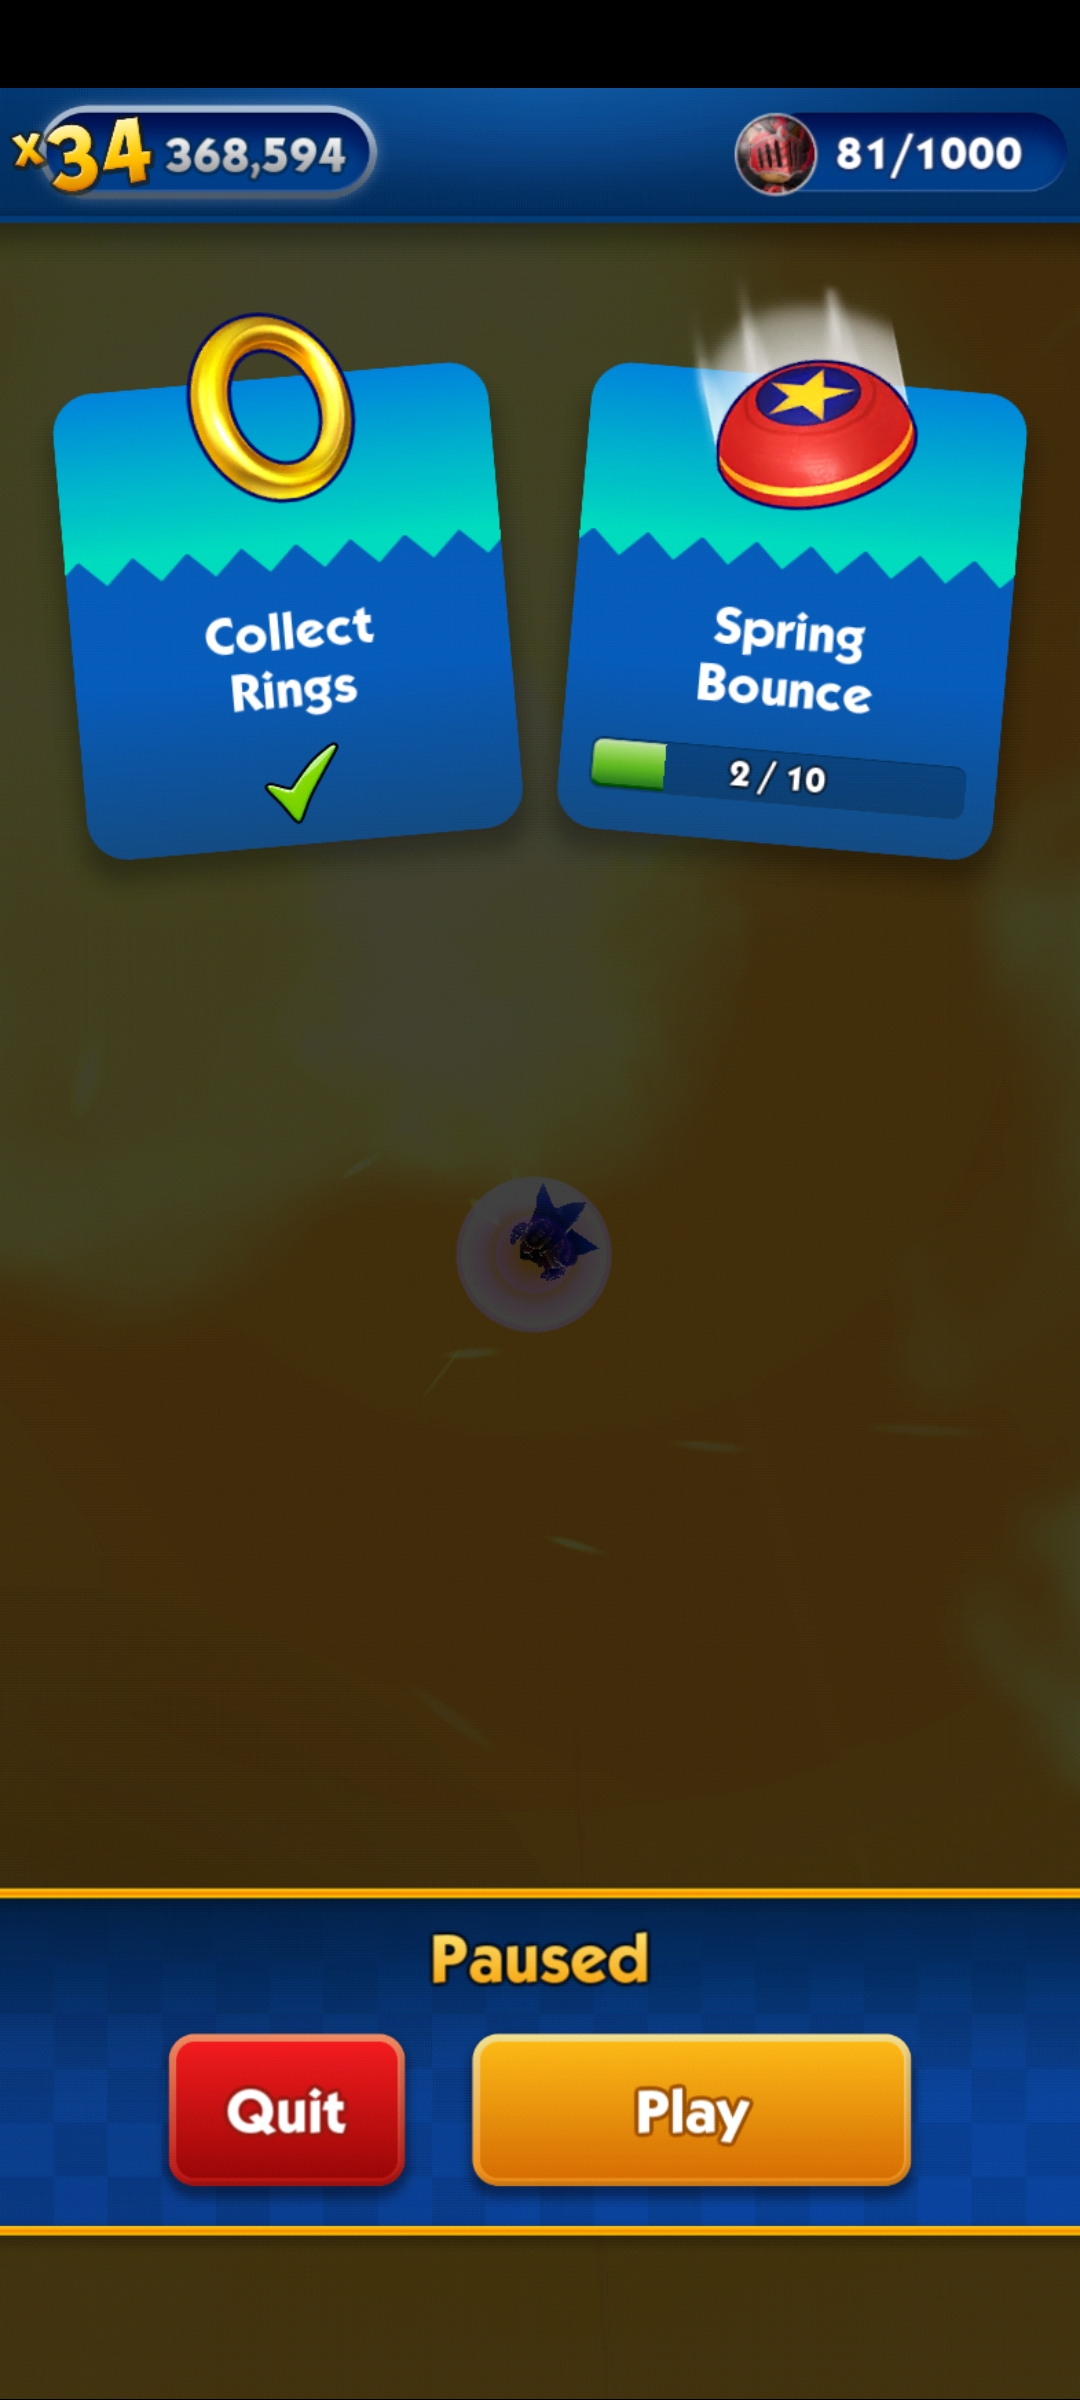 x34 368,594
81/1000
Collect
Rings
Spring
Bounce
2 / 10
Paused
Quit
Play